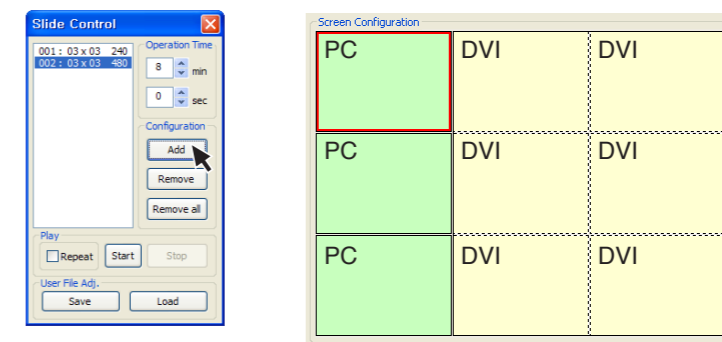 Slide Control
001 : 03 x 03 240
002 : 03 x 03 480
Operation Time
8 min
0 sec
Configuration
Add
Remove
Remove all
Play
Repeat Start Stop
User File Adj.
Save Load
Screen Configuration
PC DVI DVI
PC DVI DVI
PC DVI DVI